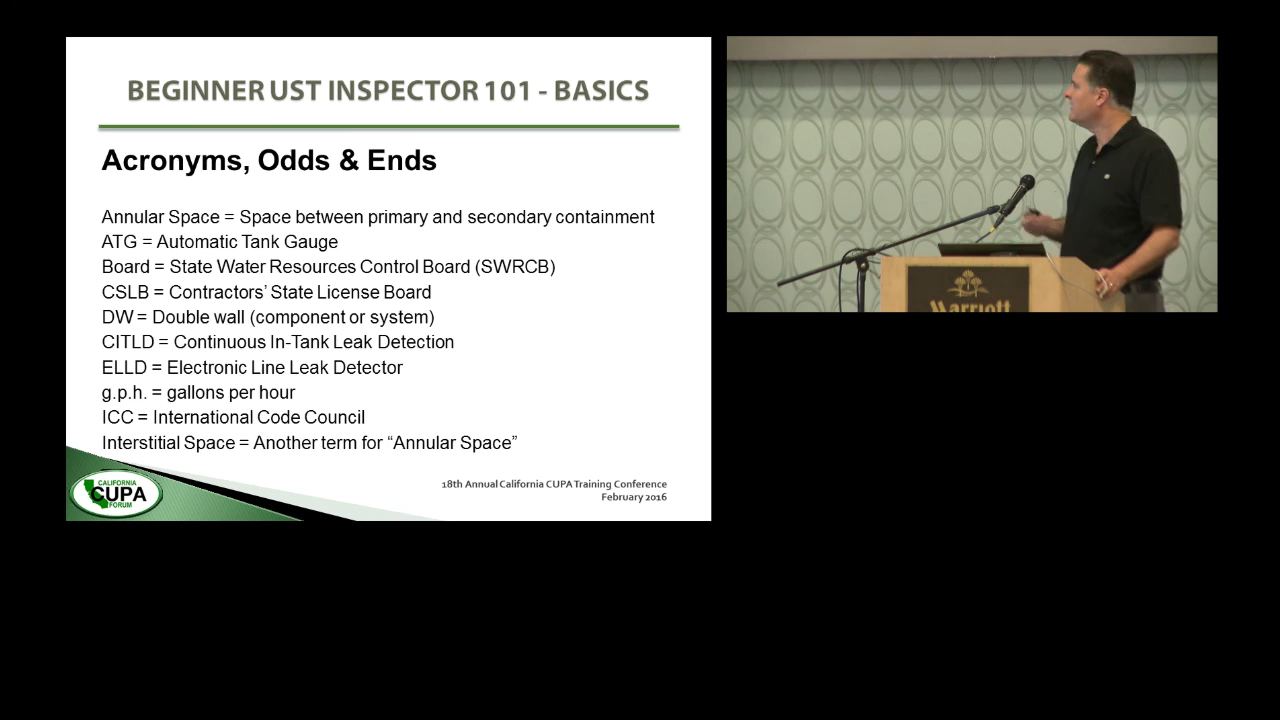 BEGINNER UST INSPECTOR 101 - BASICS
Acronyms, Odds & Ends
Annular Space = Space between primary and secondary containment
ATG = Automatic Tank Gauge
Board = State Water Resources Control Board (SWRCB)
CSLB = Contractors’ State License Board
DW = Double wall (component or system)
CITLD = Continuous In-Tank Leak Detection
ELLD = Electronic Line Leak Detector
g.p.h. = gallons per hour
ICC = International Code Council
Interstitial Space = Another term for “Annular Space”
18th Annual California CUPA Training Conference
February 2016
CALIFORNIA
CUPA
FORUM
Marriott